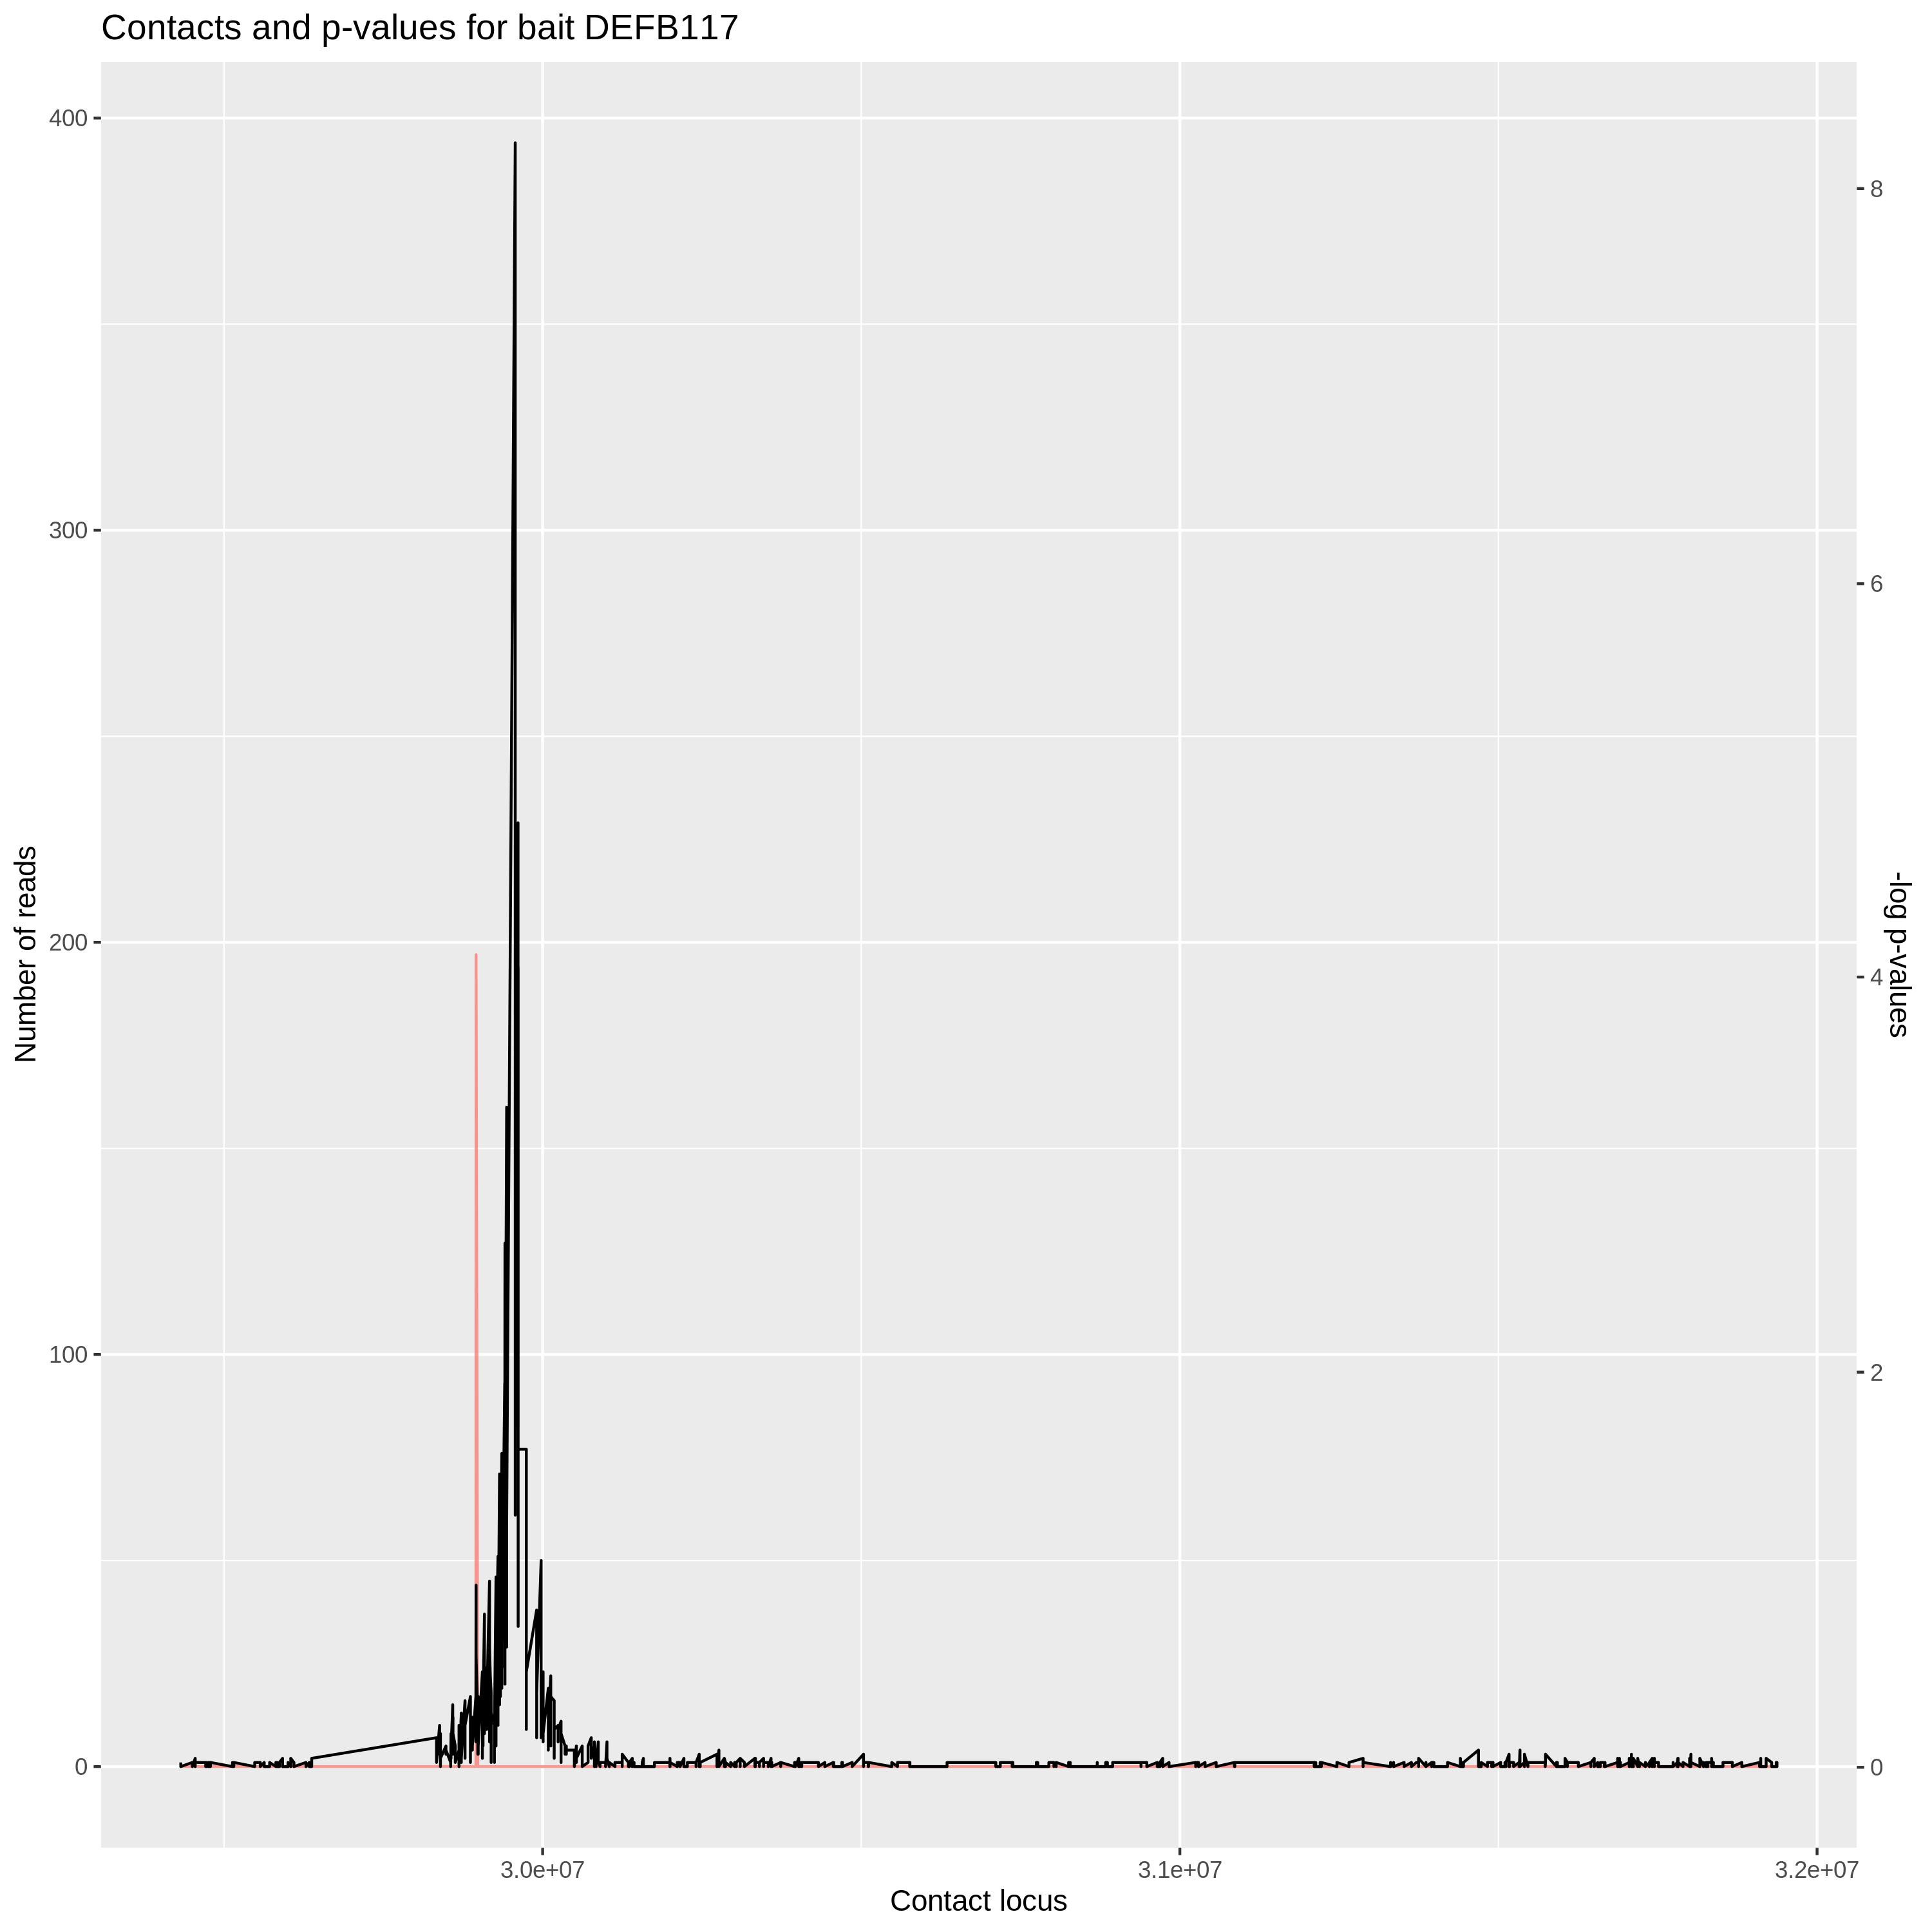 Contacts and p-values for bait DEFB117
400
300
200
100
0
Number of reads
8
6
4
2
0
-log p-values
3.0e+07
3.1e+07
3.2e+07
Contact locus